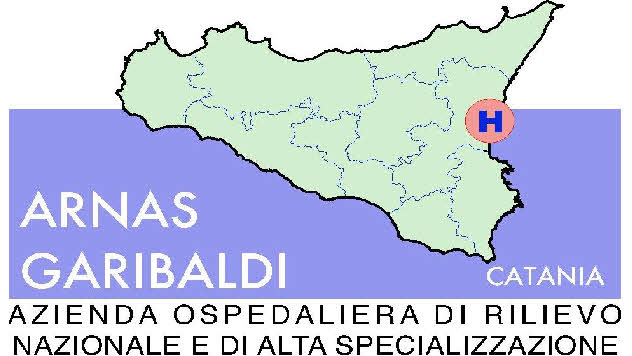 H
ARNAS
GARIBALDI
CATANIA
AZIENDA OSPEDALIERA DI RILIEVO
NAZIONALE E DI ALTA SPECIALIZZAZIONE